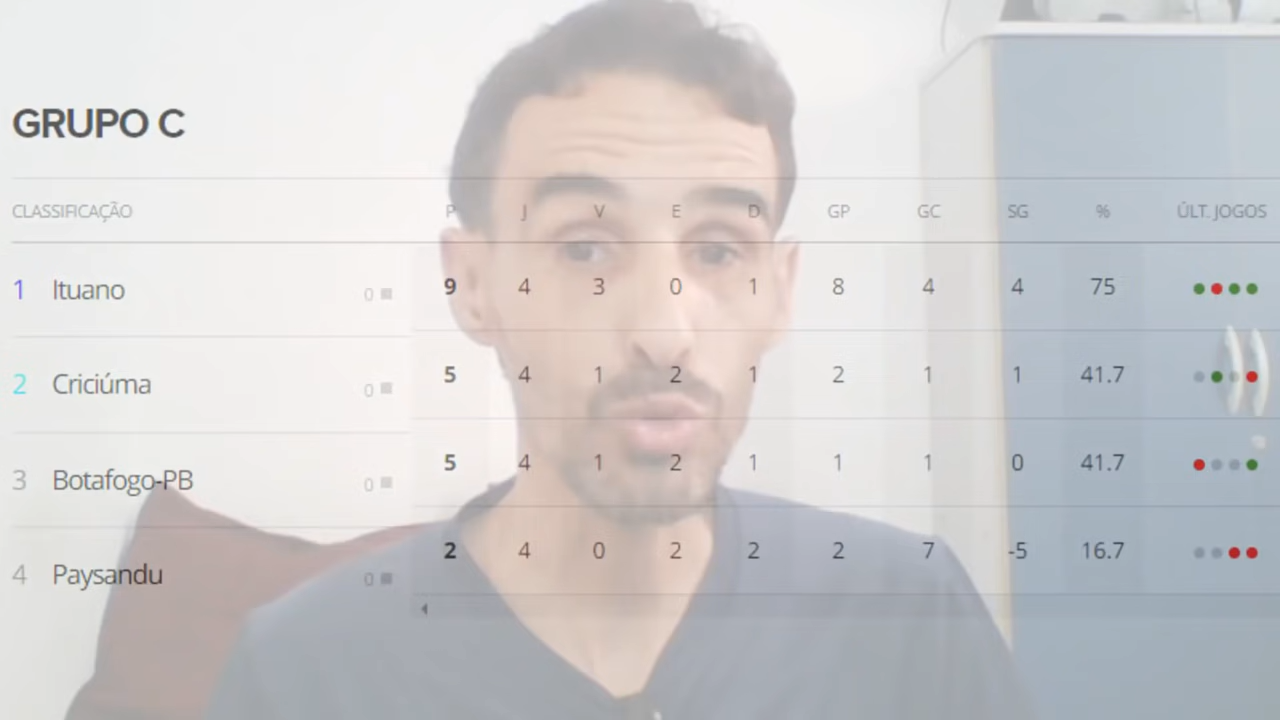 GRUPO C
CLASSIFICAÇÃO P J V E D GP GC SG % ÚLT. JOGOS
1 Ituano 0 9 4 3 0 1 8 4 4 75
2 Criciúma 0 5 4 1 2 1 2 1 1 41.7
3 Botafogo-PB 0 5 4 1 2 1 1 1 0 41.7
4 Paysandu 0 2 4 0 2 2 2 7 -5 16.7